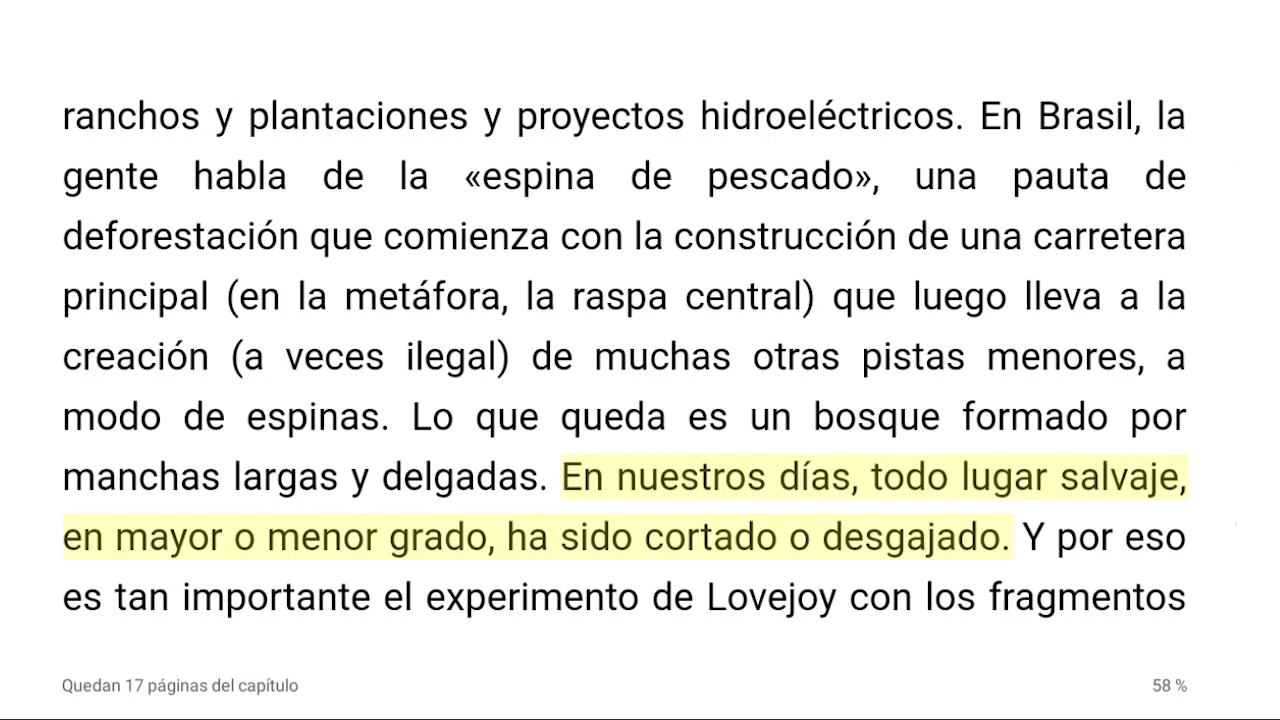 ranchos y plantaciones y proyectos hidroeléctricos. En Brasil, la
gente habla de la «espina de pescado», una pauta de
deforestación que comienza con la construcción de una carretera
principal (en la metáfora, la raspa central) que luego lleva a la
creación (a veces ilegal) de muchas otras pistas menores, a
modo de espinas. Lo que queda es un bosque formado por
manchas largas y delgadas. En nuestros días, todo lugar salvaje,
en mayor o menor grado, ha sido cortado o desgajado. Y por eso
es tan importante el experimento de Lovejoy con los fragmentos
Quedan 17 páginas del capítulo
58 %